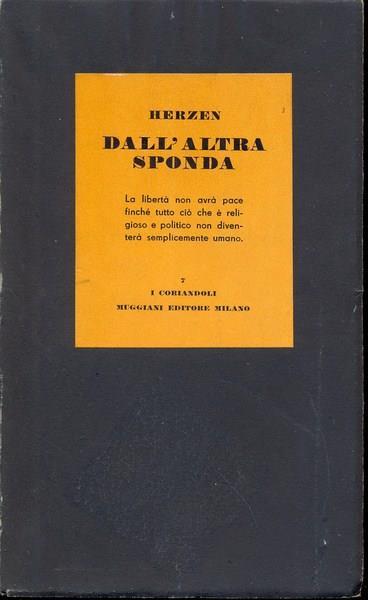 HERZEN
DALL'ALTRA
SPONDA
La libertà non avrà pace
finché tutto ciò che è reli-
gioso e politico non diven-
terà semplicemente umano.
7
I CORIANDOLI
MUGGIANI EDITORE MILANO